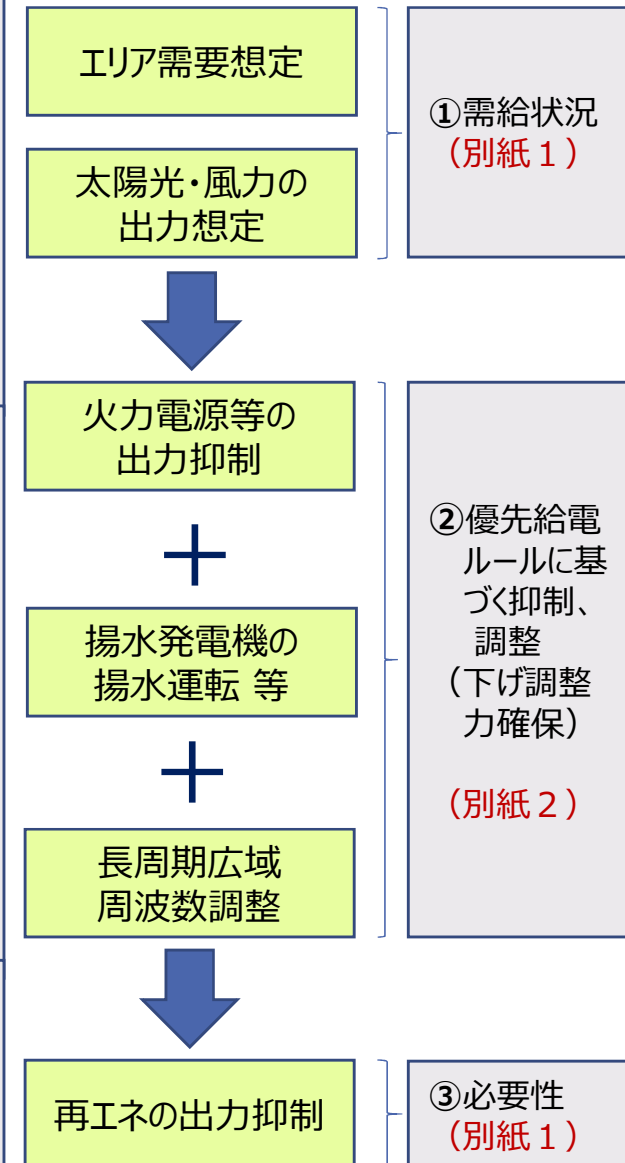 エリア需要想定
太陽光・風力の
出力想定
①需給状況
（別紙１）
火力電源等の
出力抑制
＋
揚水発電機の
揚水運転 等
＋
長周期広域
周波数調整
②優先給電
ルールに基
づく抑制、
調整
（下げ調整
力確保）
（別紙２）
再エネの出力抑制
③必要性
（別紙１）